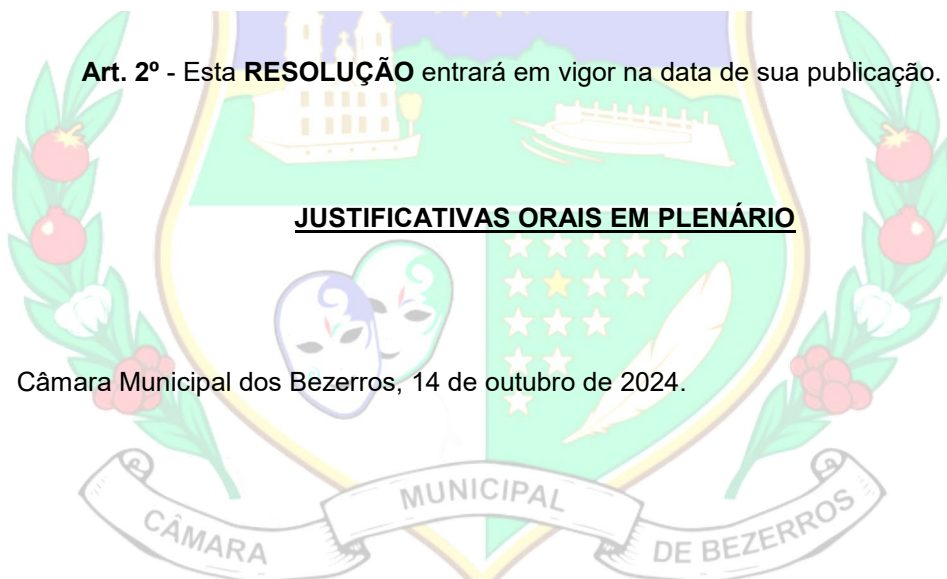 Art. 2º - Esta RESOLUÇÃO entrará em vigor na data de sua publicação.
JUSTIFICATIVAS ORAIS EM PLENÁRIO
Câmara Municipal dos Bezerros, 14 de outubro de 2024.
CÂMARA MUNICIPAL DE BEZERROS